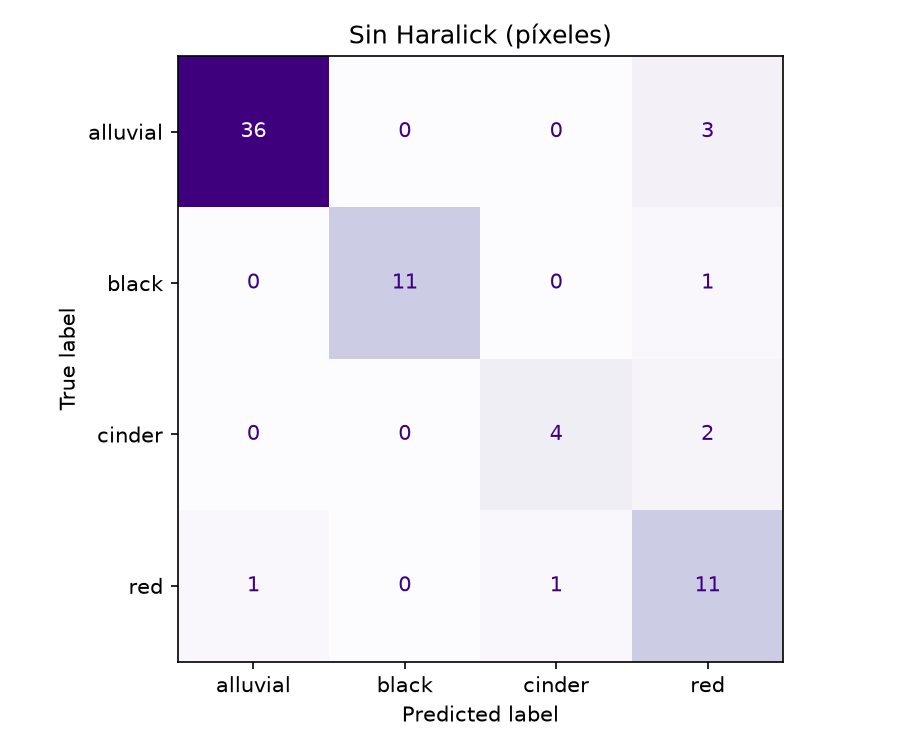 Sin Haralick (píxeles)
True label
alluvial 36 0 0 3
black 0 11 0 1
cinder 0 0 4 2
red 1 0 1 11
alluvial black cinder red
Predicted label